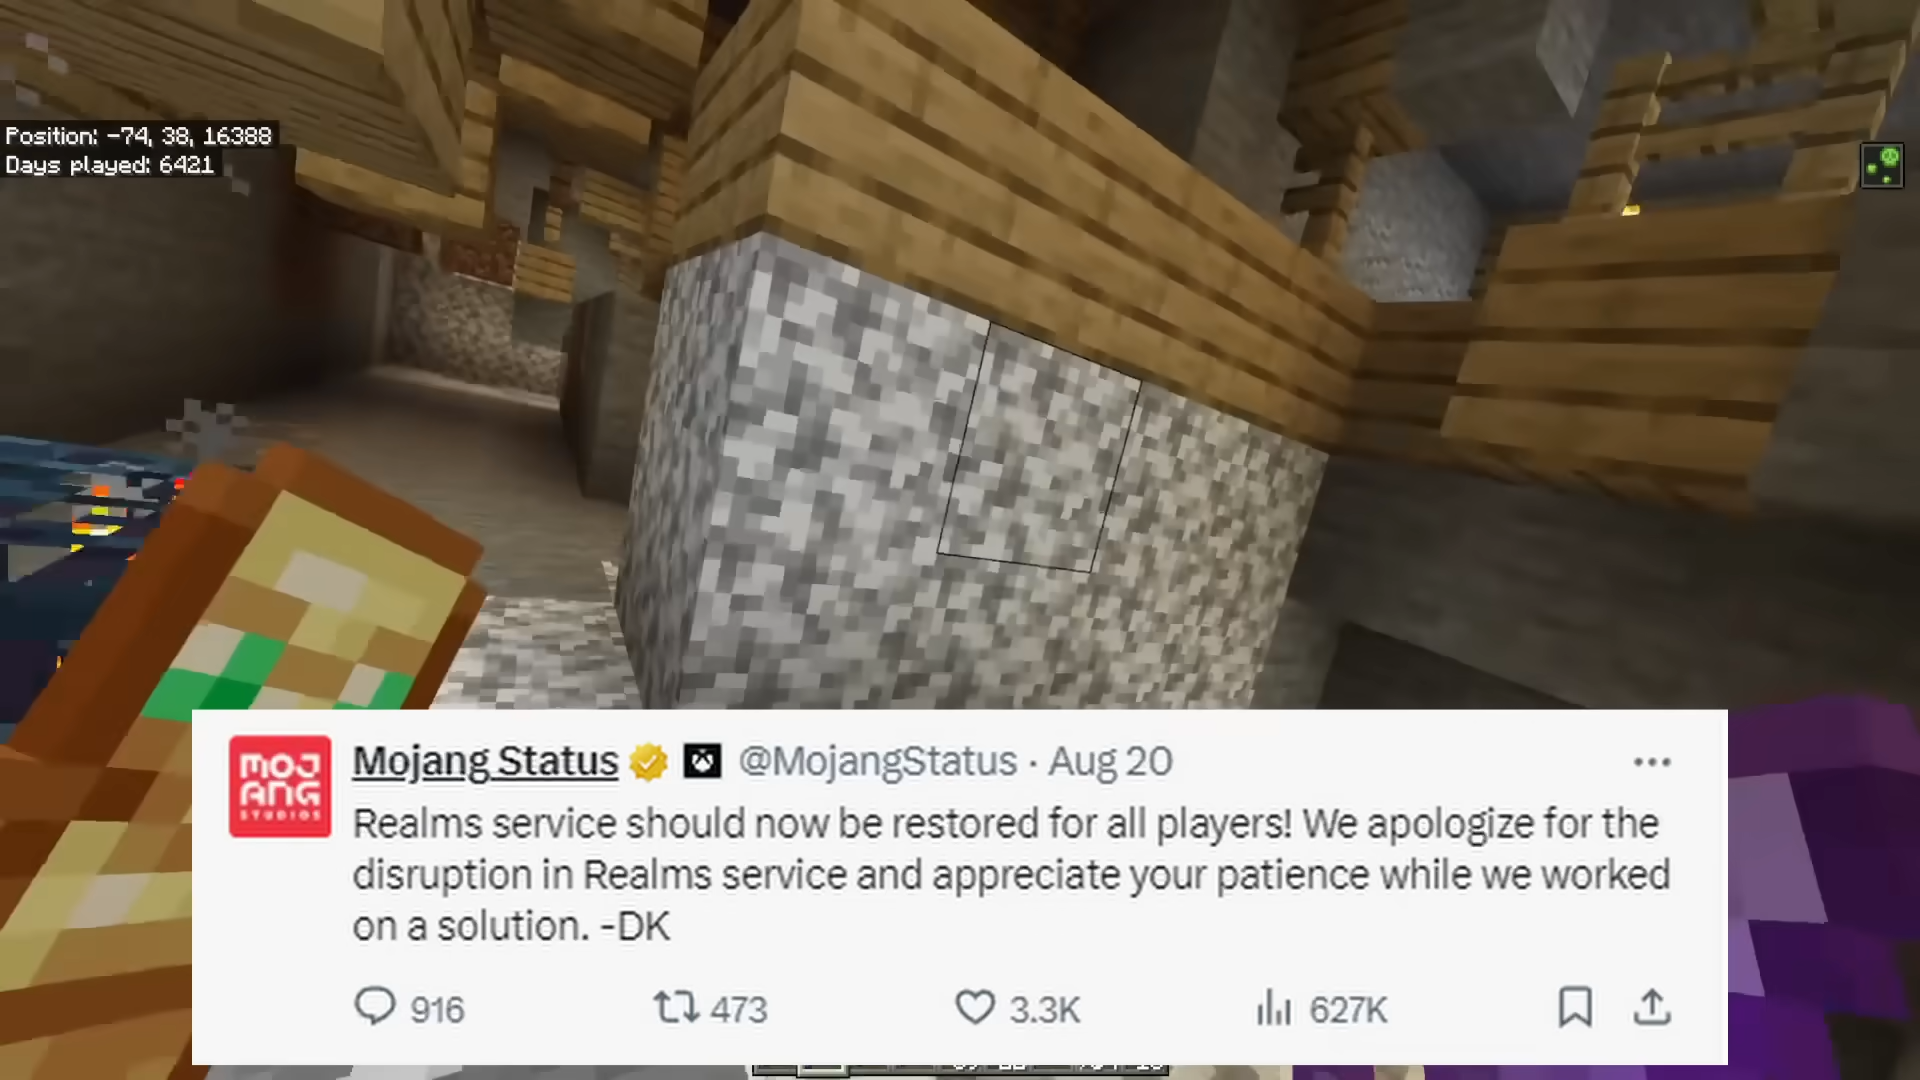 Position: -74, 38, 16388
Days played: 6421
MOJ
ANG
STUDIOS
Mojang Status @MojangStatus · Aug 20
Realms service should now be restored for all players! We apologize for the
disruption in Realms service and appreciate your patience while we worked
on a solution. -DK
916 473 3.3K 627K